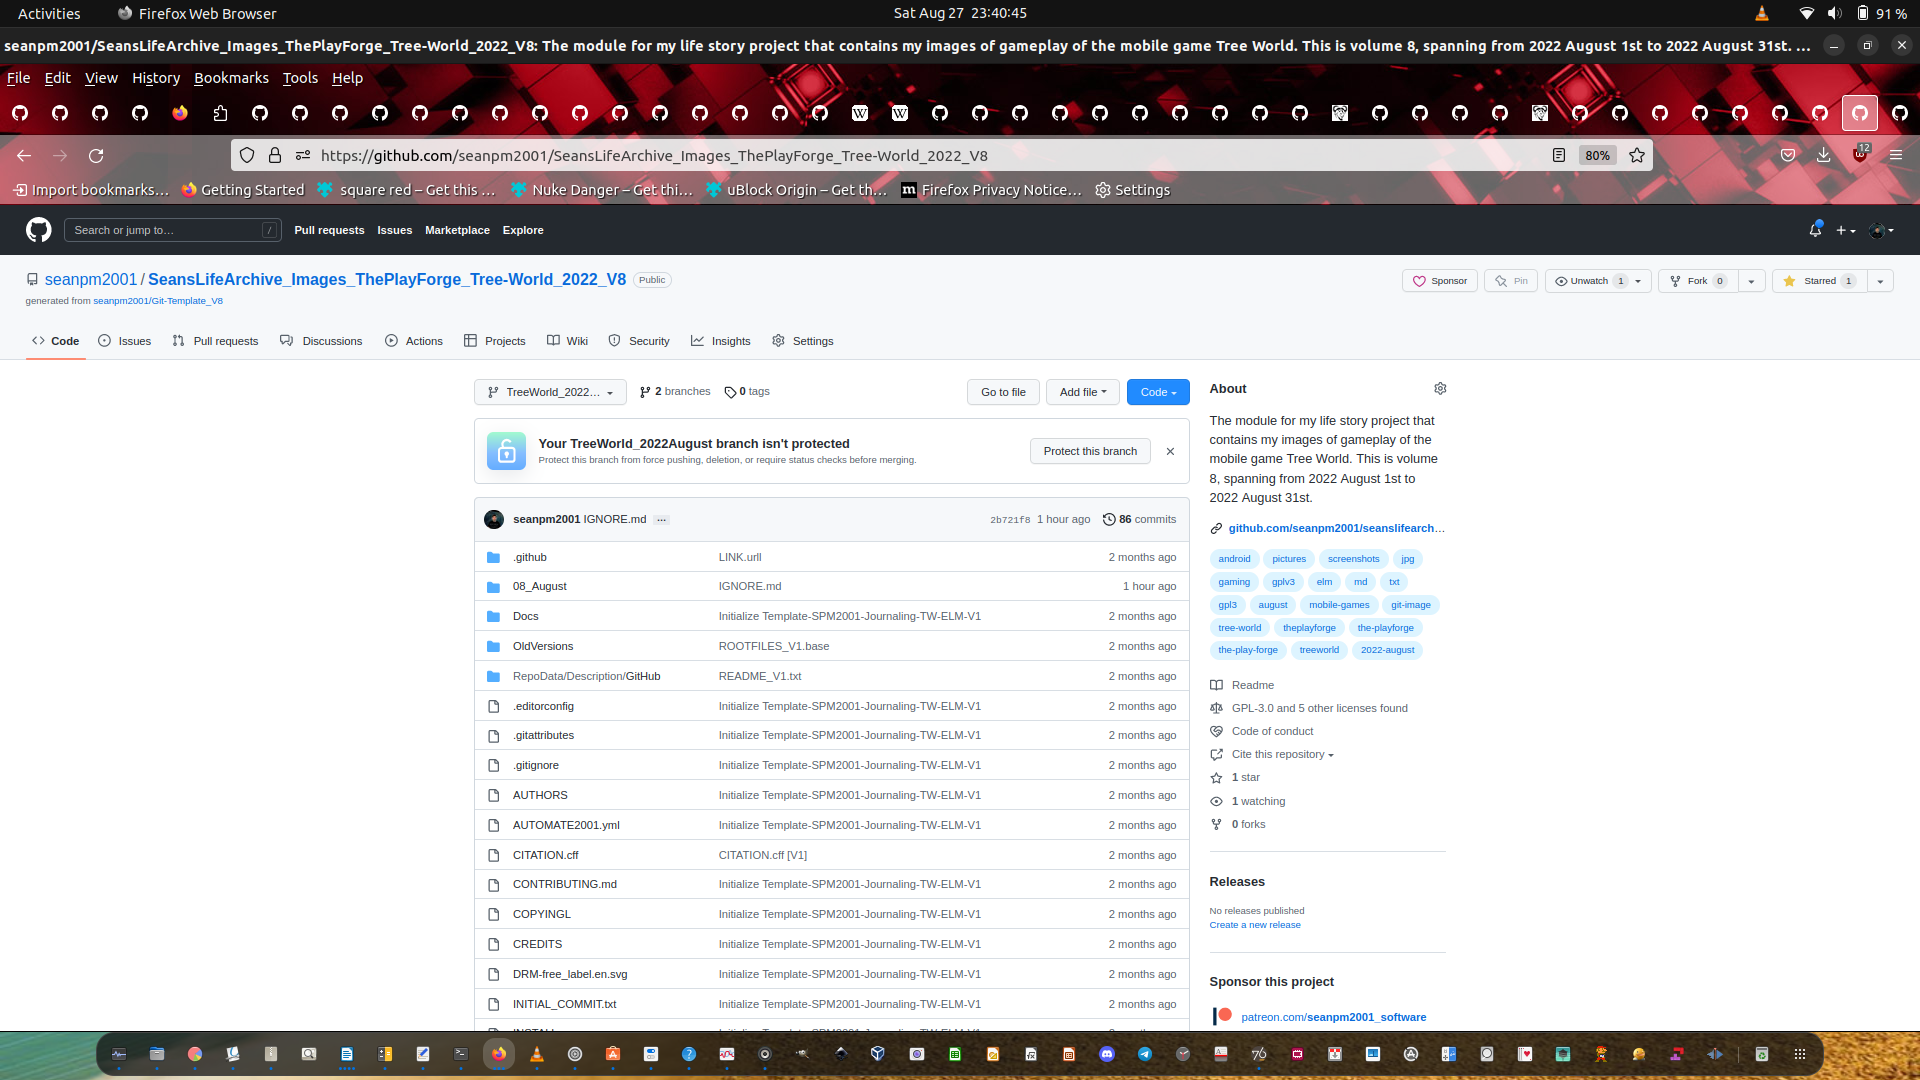 Activities
Firefox Web Browser
Sat Aug 27 23:40:45
91 %
seanpm2001/SeansLifeArchive_Images_ThePlayForge_Tree-World_2022_V8: The module for my life story project that contains my images of gameplay of the mobile game Tree World. This is volume 8, spanning from 2022 August 1st to 2022 August 31st. ...
File Edit View History Bookmarks Tools Help
https://github.com/seanpm2001/SeansLifeArchive_Images_ThePlayForge_Tree-World_2022_V8
80%
12
Import bookmarks...
Getting Started
square red – Get this ...
Nuke Danger – Get thi...
uBlock Origin – Get th...
Firefox Privacy Notice...
Settings
Search or jump to...
/
Pull requests
Issues
Marketplace
Explore
seanpm2001 / SeansLifeArchive_Images_ThePlayForge_Tree-World_2022_V8
Public
Sponsor
Pin
Unwatch 1
Fork 0
Starred 1
generated from seanpm2001/Git-Template_V8
Code
Issues
Pull requests
Discussions
Actions
Projects
Wiki
Security
Insights
Settings
TreeWorld_2022...
2 branches
0 tags
Go to file
Add file
Code
Your TreeWorld_2022August branch isn't protected
Protect this branch from force pushing, deletion, or require status checks before merging.
Protect this branch
seanpm2001 IGNORE.md ...
2b721f8 1 hour ago
86 commits
.github LINK.urll 2 months ago
08_August IGNORE.md 1 hour ago
Docs Initialize Template-SPM2001-Journaling-TW-ELM-V1 2 months ago
OldVersions ROOTFILES_V1.base 2 months ago
RepoData/Description/GitHub README_V1.txt 2 months ago
.editorconfig Initialize Template-SPM2001-Journaling-TW-ELM-V1 2 months ago
.gitattributes Initialize Template-SPM2001-Journaling-TW-ELM-V1 2 months ago
.gitignore Initialize Template-SPM2001-Journaling-TW-ELM-V1 2 months ago
AUTHORS Initialize Template-SPM2001-Journaling-TW-ELM-V1 2 months ago
AUTOMATE2001.yml Initialize Template-SPM2001-Journaling-TW-ELM-V1 2 months ago
CITATION.cff CITATION.cff [V1] 2 months ago
CONTRIBUTING.md Initialize Template-SPM2001-Journaling-TW-ELM-V1 2 months ago
COPYINGL Initialize Template-SPM2001-Journaling-TW-ELM-V1 2 months ago
CREDITS Initialize Template-SPM2001-Journaling-TW-ELM-V1 2 months ago
DRM-free_label.en.svg Initialize Template-SPM2001-Journaling-TW-ELM-V1 2 months ago
INITIAL_COMMIT.txt Initialize Template-SPM2001-Journaling-TW-ELM-V1 2 months ago
About
The module for my life story project that
contains my images of gameplay of the
mobile game Tree World. This is volume
8, spanning from 2022 August 1st to
2022 August 31st.
github.com/seanpm2001/seanslifearch...
android pictures screenshots jpg
gaming gplv3 elm md txt
gpl3 august mobile-games git-image
tree-world theplayforge the-playforge
the-play-forge treeworld 2022-august
Readme
GPL-3.0 and 5 other licenses found
Code of conduct
Cite this repository
1 star
1 watching
0 forks
Releases
No releases published
Create a new release
Sponsor this project
patreon.com/seanpm2001_software